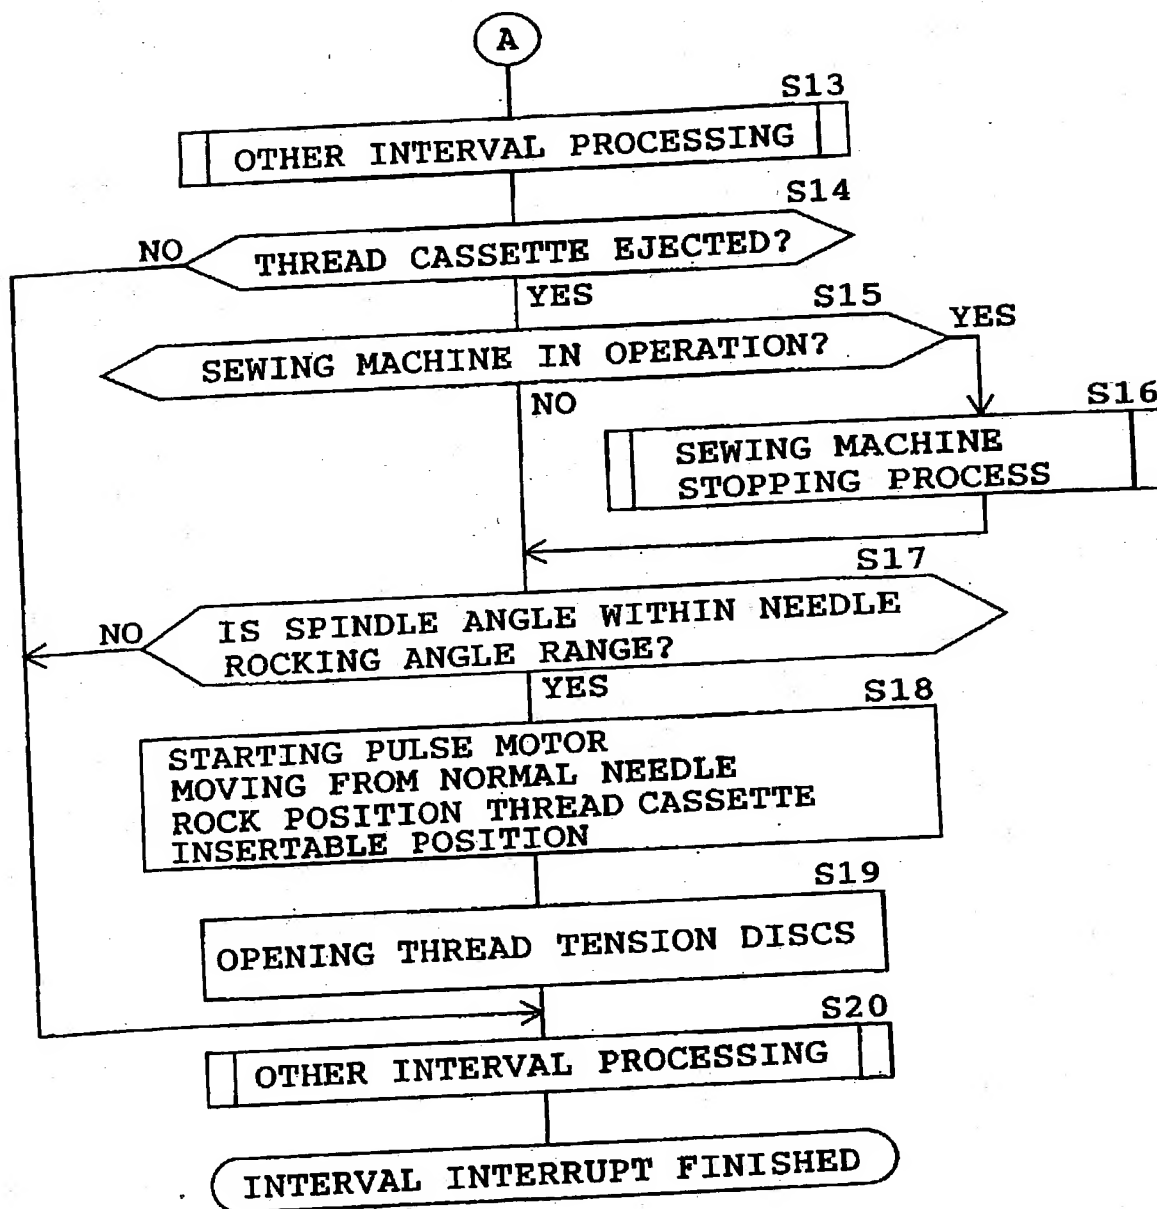 A
S13
OTHER INTERVAL PROCESSING
S14
NO
THREAD CASSETTE EJECTED?
YES
S15
YES
SEWING MACHINE IN OPERATION?
NO
S16
SEWING MACHINE
STOPPING PROCESS
S17
NO
IS SPINDLE ANGLE WITHIN NEEDLE
ROCKING ANGLE RANGE?
YES
S18
STARTING PULSE MOTOR
MOVING FROM NORMAL NEEDLE
ROCK POSITION THREAD CASSETTE
INSERTABLE POSITION
S19
OPENING THREAD TENSION DISCS
S20
OTHER INTERVAL PROCESSING
INTERVAL INTERRUPT FINISHED